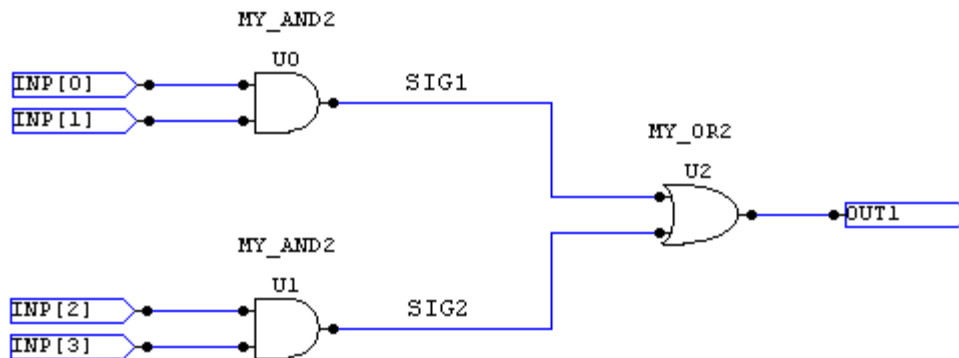 MY_AND2
U0
INP[0]
SIG1
INP[1]
MY_OR2
U2
OUT1
MY_AND2
U1
INP[2]
SIG2
INP[3]